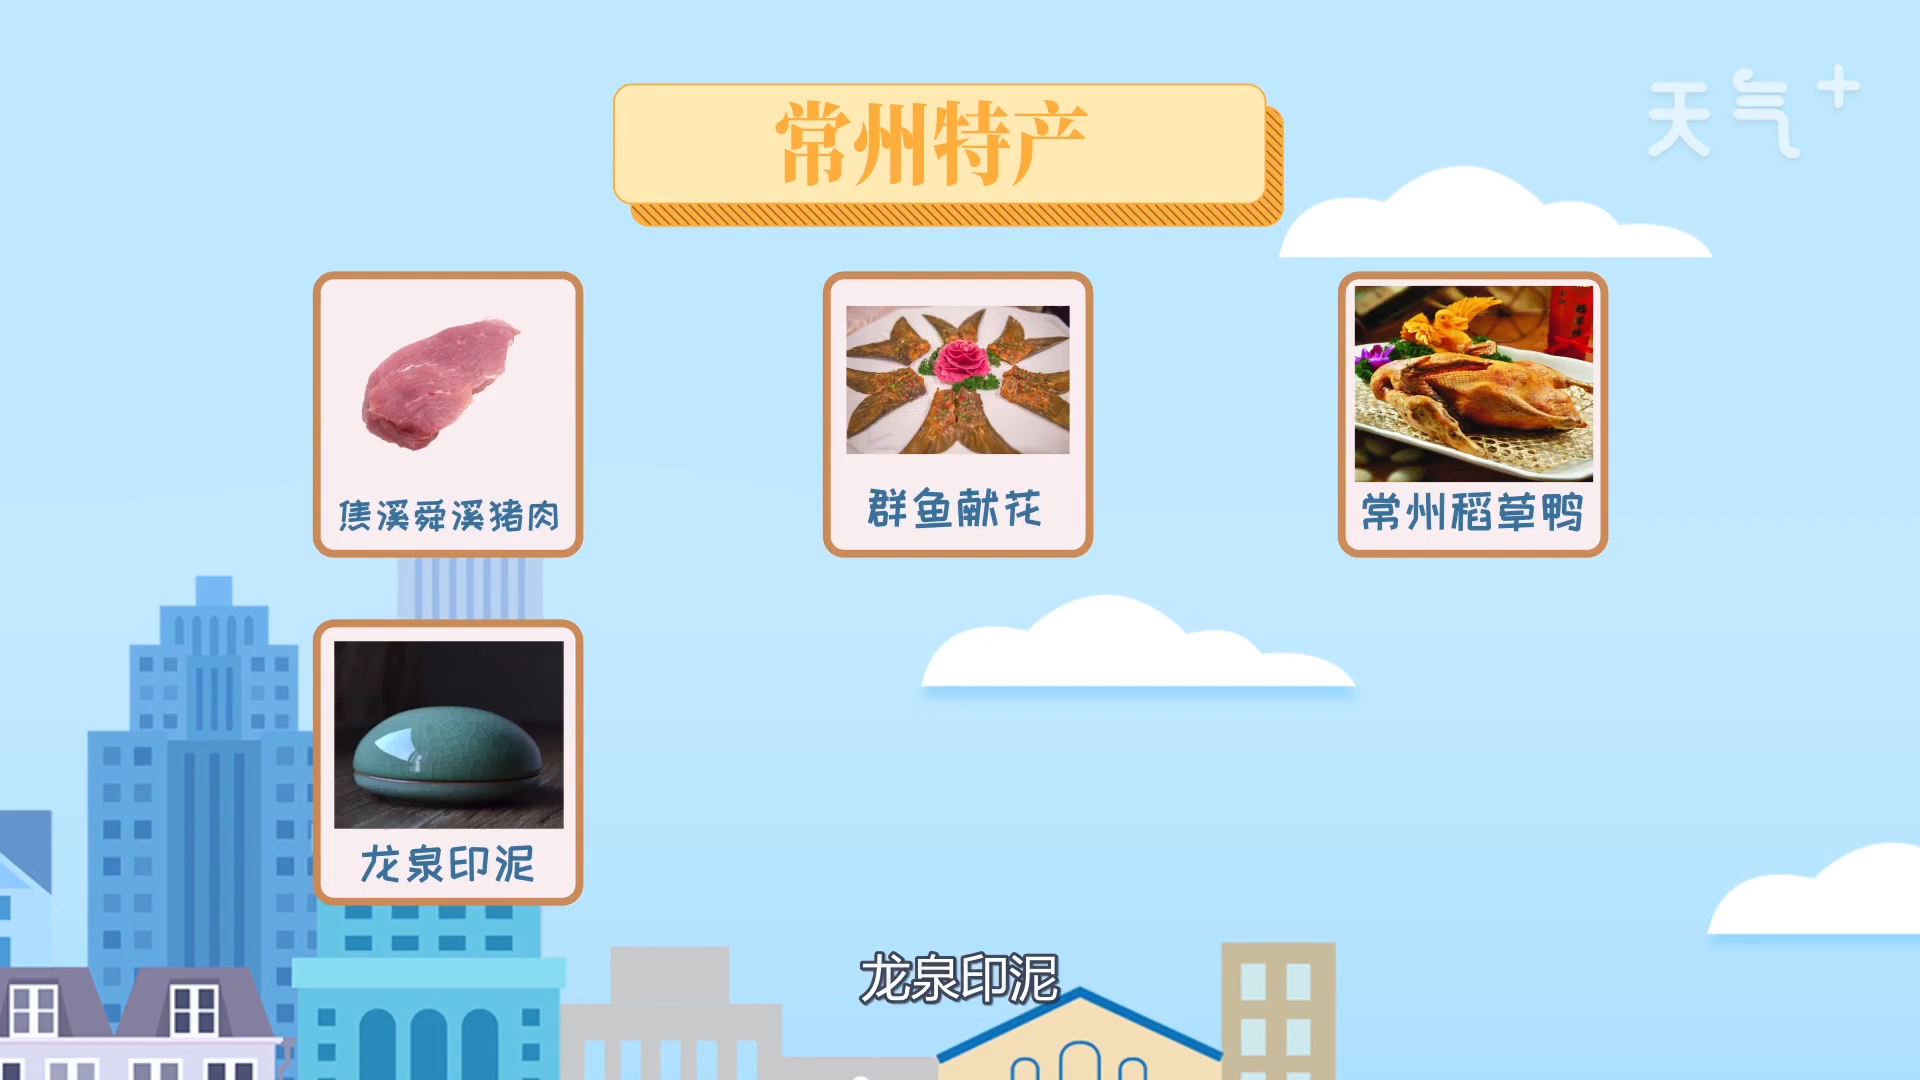 常州特产
天气+
焦溪舜溪猪肉
群鱼献花
常州稻草鸭
龙泉印泥
龙泉印泥